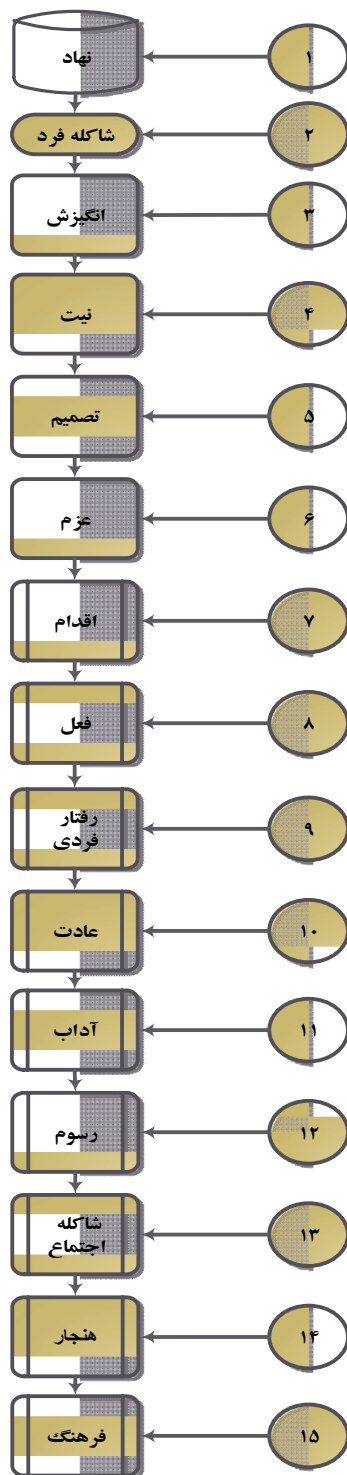 نهاد ۱
شاکله فرد ۲
انگیزش ۳
نیت ۴
تصمیم ۵
عزم ۶
اقدام ۷
فعل ۸
رفتار
فردی ۹
عادت ۱۰
آداب ۱۱
رسوم ۱۲
شاکله
اجتماع ۱۳
هنجار ۱۴
فرهنگ ۱۵